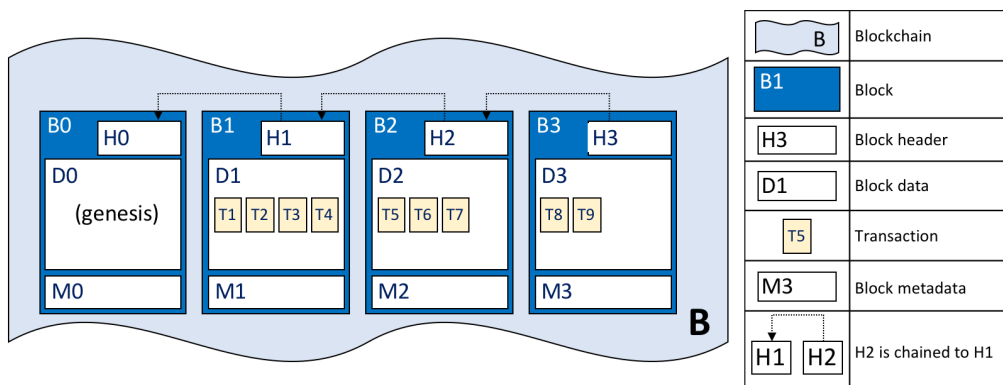 B0
H0
D0
(genesis)
M0
B1
H1
D1
T1 T2 T3 T4
M1
B2
H2
D2
T5 T6 T7
M2
B3
H3
D3
T8 T9
M3
B
B Blockchain
B1 Block
H3 Block header
D1 Block data
T5 Transaction
M3 Block metadata
H1 H2 H2 is chained to H1